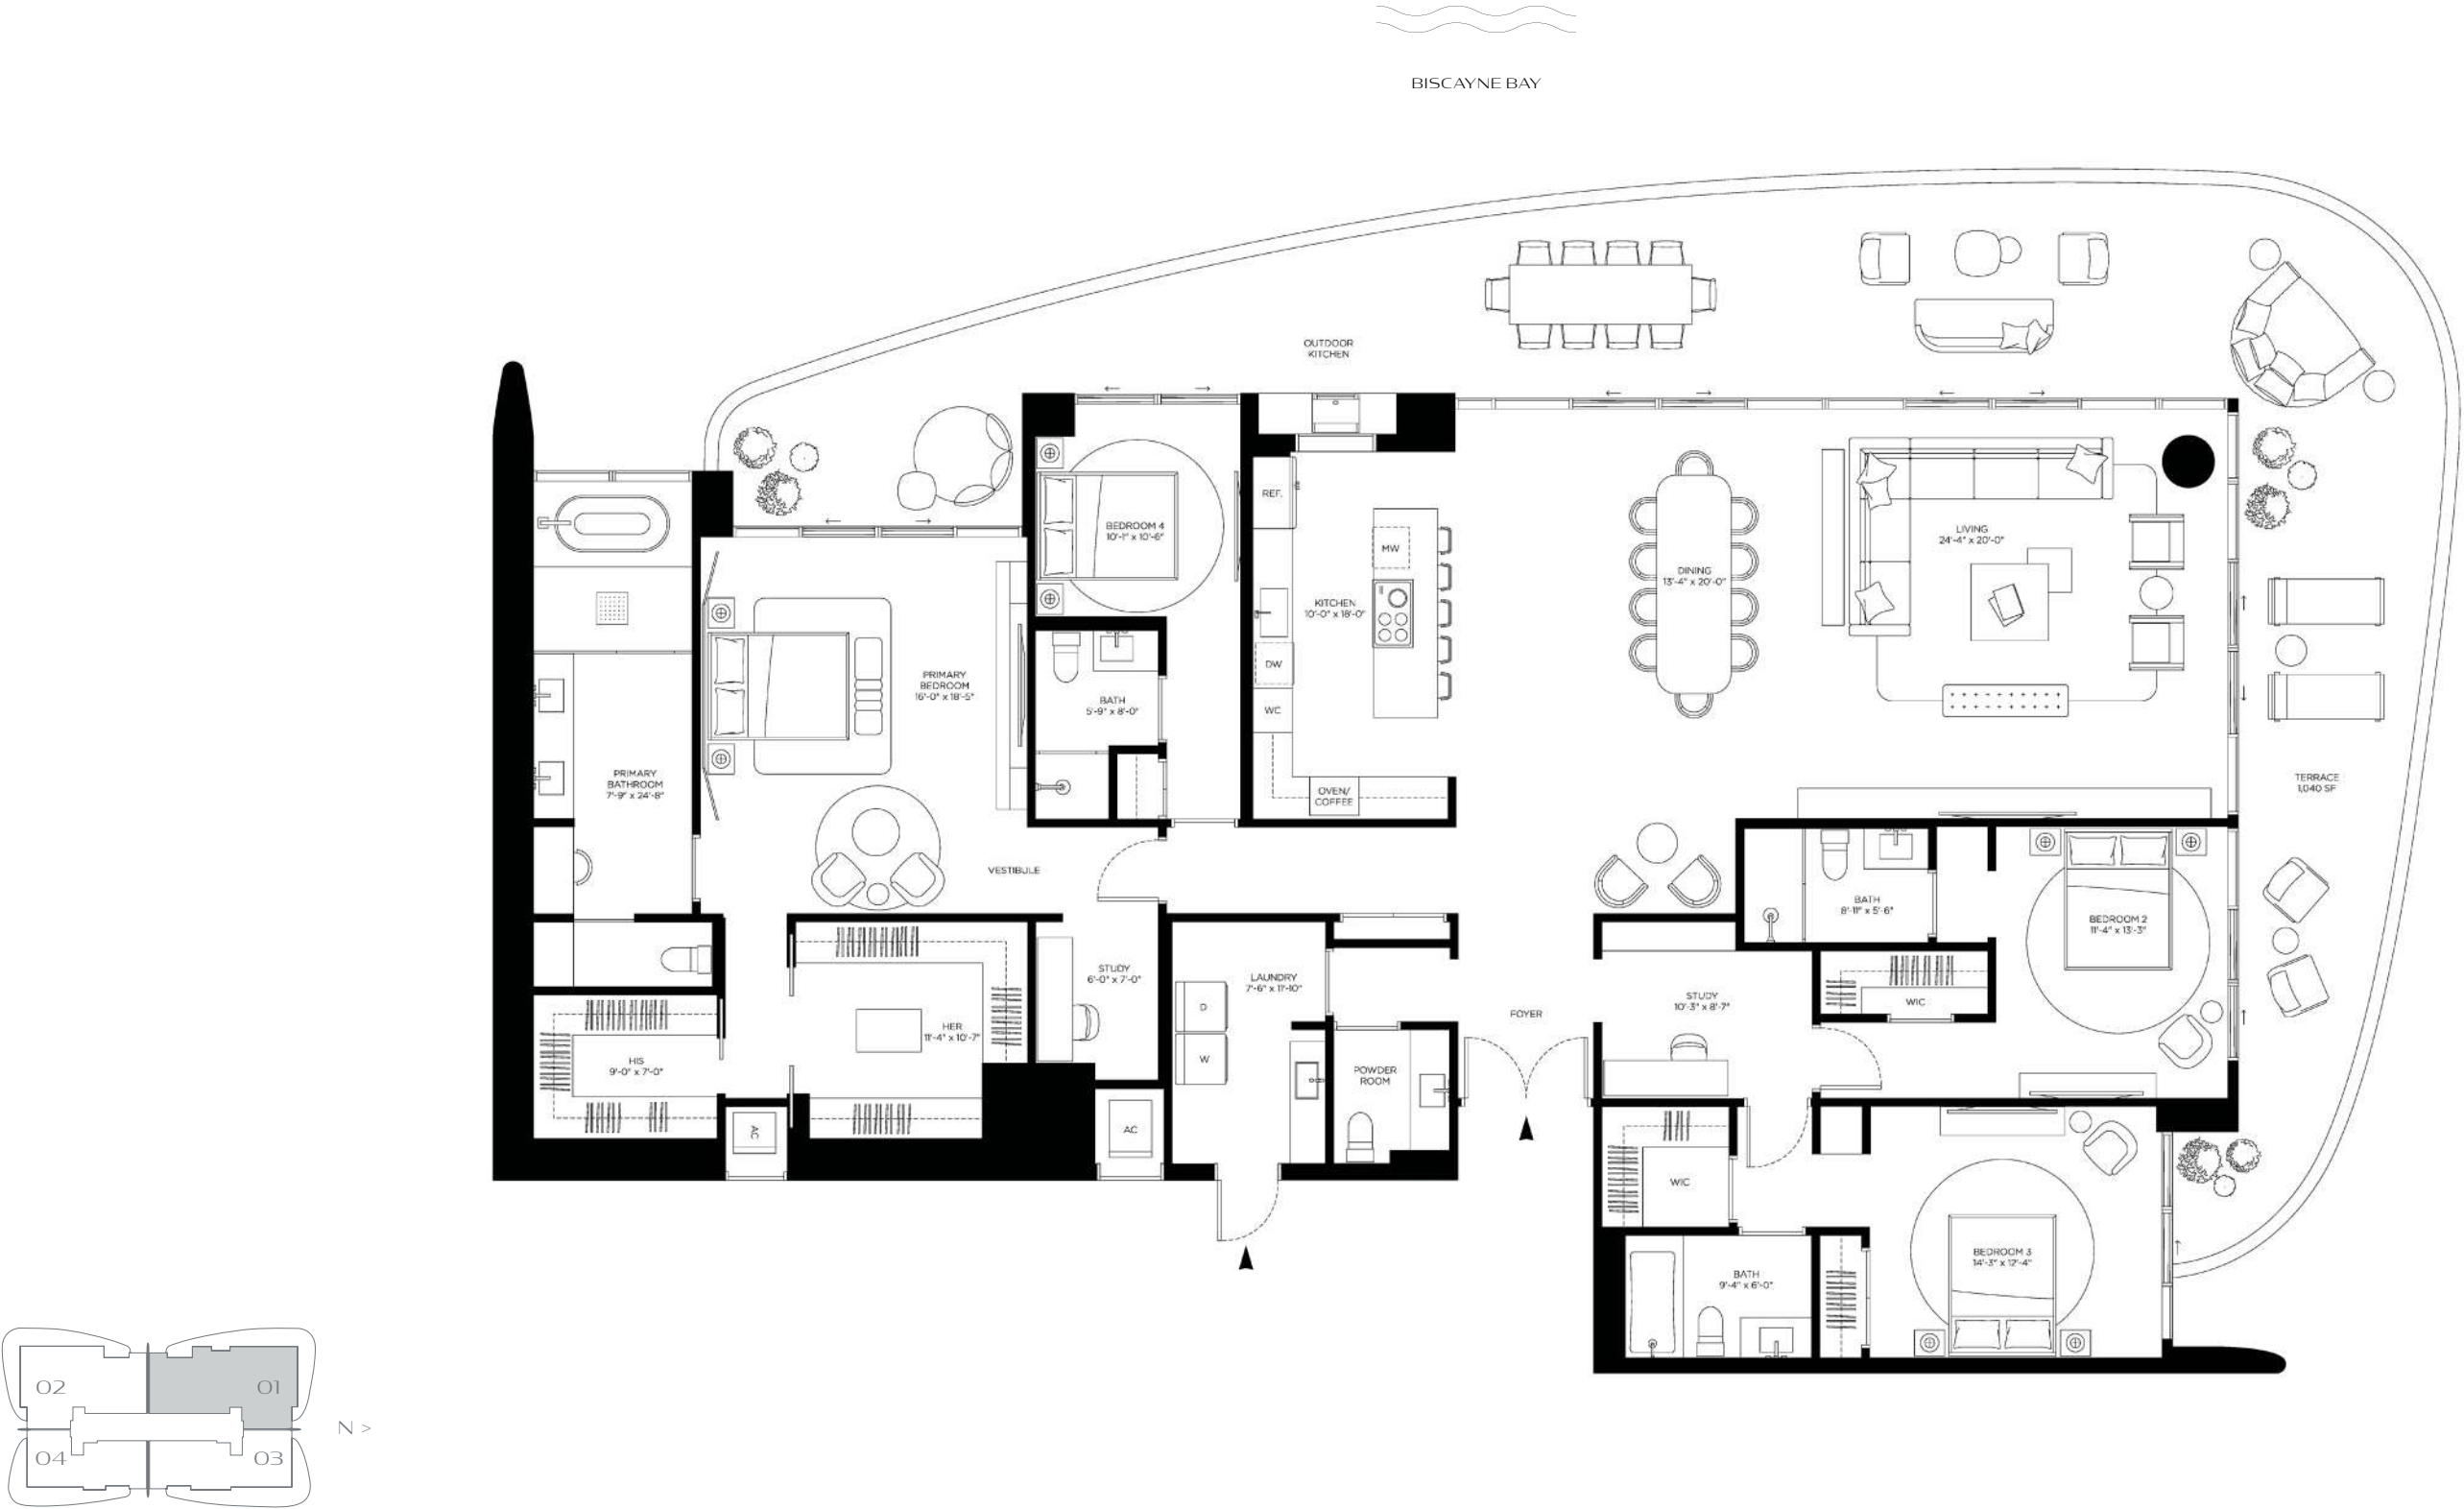 BISCAYNE BAY
OUTDOOR
KITCHEN
REF.
BEDROOM 4
10'-1" x 10'-6"
MW
LIVING
24'-4" x 20'-0"
DINING
13'-4" x 20'-0"
KITCHEN
10'-0" x 18'-0"
DW
PRIMARY
BEDROOM
16'-0" x 18'-5"
BATH
5'-9" x 8'-0"
WC
PRIMARY
BATHROOM
7'-9" x 24'-8"
OVEN/
COFFEE
TERRACE
1,040 SF
VESTIBULE
BATH
8'-11" x 5'-6"
BEDROOM 2
11'-4" x 13'-3"
STUDY
6'-0" x 7'-0"
LAUNDRY
7'-6" x 11'-10"
D
W
STUDY
10'-3" x 8'-7"
WIC
FOYER
HER
11'-4" x 10'-7"
HIS
9'-0" x 7'-0"
POWDER
ROOM
AC
AC
WIC
BEDROOM 3
14'-3" x 12'-4"
BATH
9'-4" x 6'-0"
02
01
N >
04
03